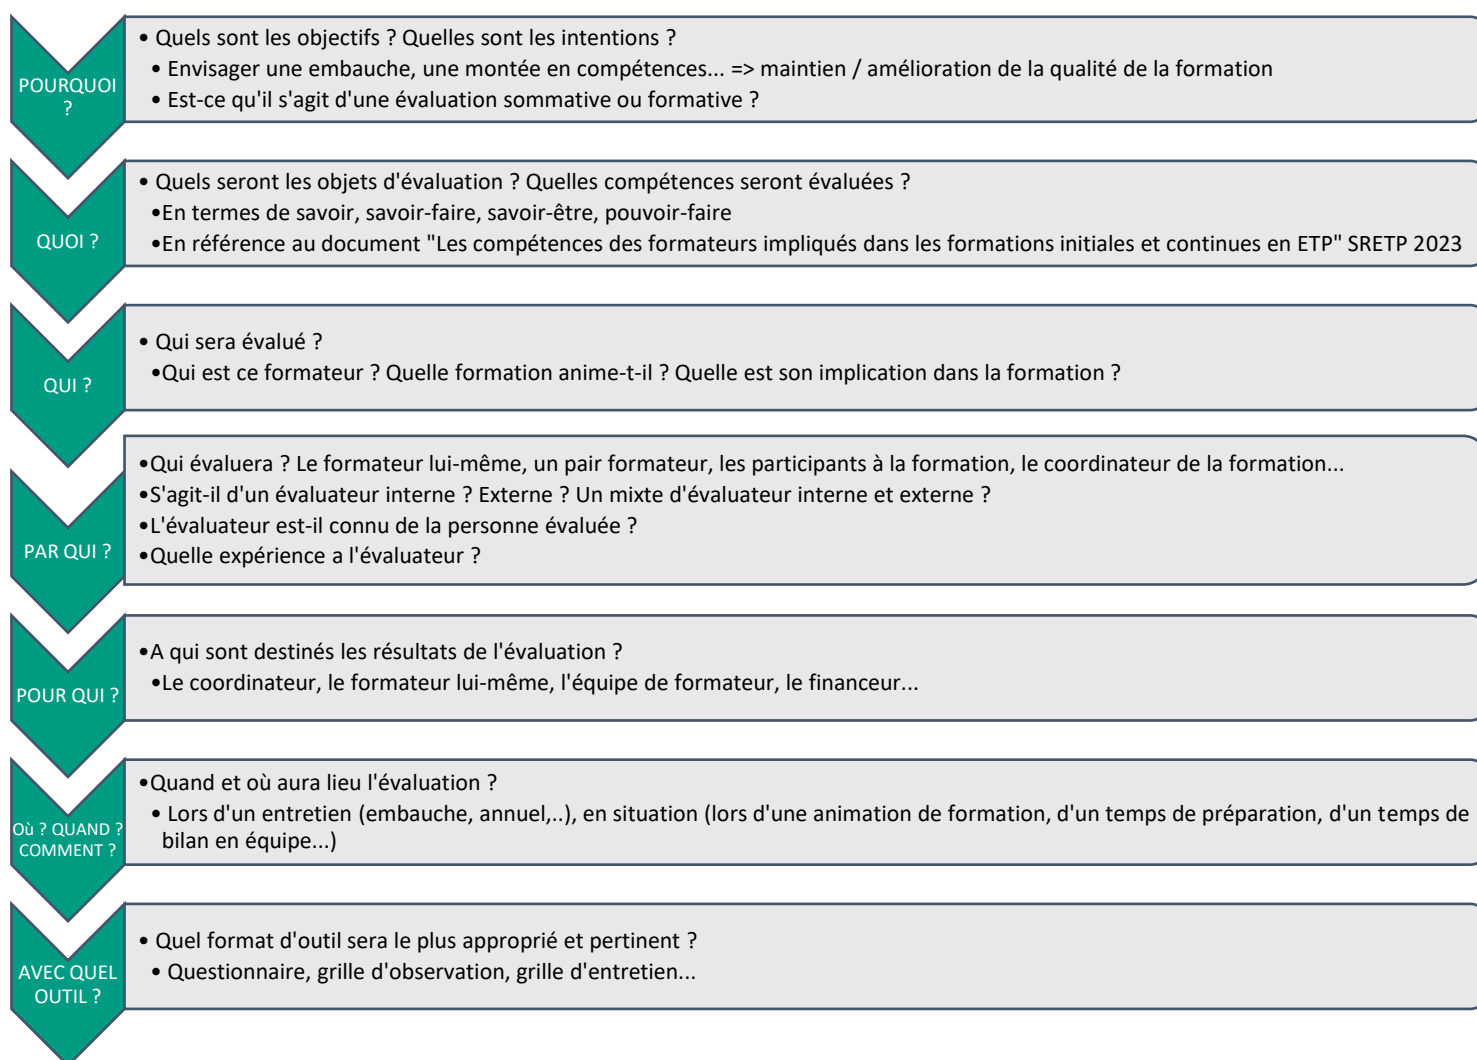 POURQUOI
?
• Quels sont les objectifs ? Quelles sont les intentions ?
• Envisager une embauche, une montée en compétences... => maintien / amélioration de la qualité de la formation
• Est-ce qu'il s'agit d'une évaluation sommative ou formative ?
QUOI ?
• Quels seront les objets d'évaluation ? Quelles compétences seront évaluées ?
•En termes de savoir, savoir-faire, savoir-être, pouvoir-faire
•En référence au document "Les compétences des formateurs impliqués dans les formations initiales et continues en ETP" SRETP 2023
QUI ?
• Qui sera évalué ?
•Qui est ce formateur ? Quelle formation anime-t-il ? Quelle est son implication dans la formation ?
PAR QUI ?
•Qui évaluera ? Le formateur lui-même, un pair formateur, les participants à la formation, le coordinateur de la formation...
•S'agit-il d'un évaluateur interne ? Externe ? Un mixte d'évaluateur interne et externe ?
•L'évaluateur est-il connu de la personne évaluée ?
•Quelle expérience a l'évaluateur ?
POUR QUI ?
•A qui sont destinés les résultats de l'évaluation ?
•Le coordinateur, le formateur lui-même, l'équipe de formateur, le financeur...
Où ? QUAND ?
COMMENT ?
•Quand et où aura lieu l'évaluation ?
• Lors d'un entretien (embauche, annuel,..), en situation (lors d'une animation de formation, d'un temps de préparation, d'un temps de
bilan en équipe...)
AVEC QUEL
OUTIL ?
• Quel format d'outil sera le plus approprié et pertinent ?
• Questionnaire, grille d'observation, grille d'entretien...